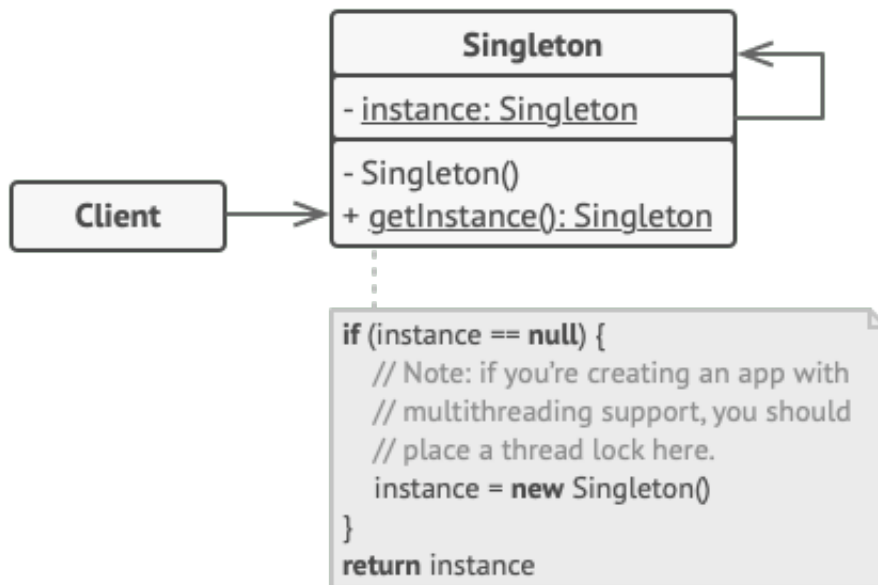 Singleton
- instance: Singleton
- Singleton()
+ getInstance(): Singleton
Client
if (instance == null) {
// Note: if you're creating an app with
// multithreading support, you should
// place a thread lock here.
instance = new Singleton()
}
return instance